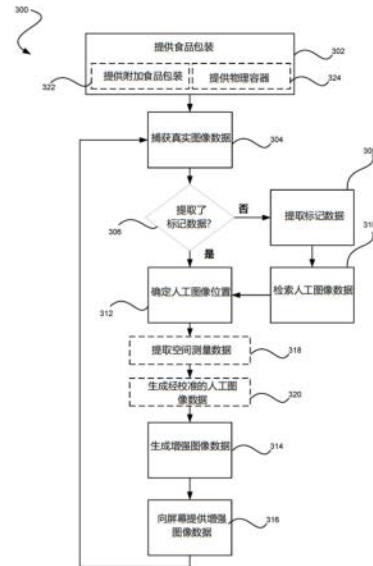 300
提供食品包装
302
提供附加食品包装
提供物理容器
322
324
捕获真实图像数据
304
提取了
标记数据?
306
否
是
提取标记数据
检索人工图像数据
确定人工图像位置
312
提取空间测量数据
318
生成经校准的人工图
像数据
320
生成增强图像数据
314
向屏幕提供增强
图像数据
316